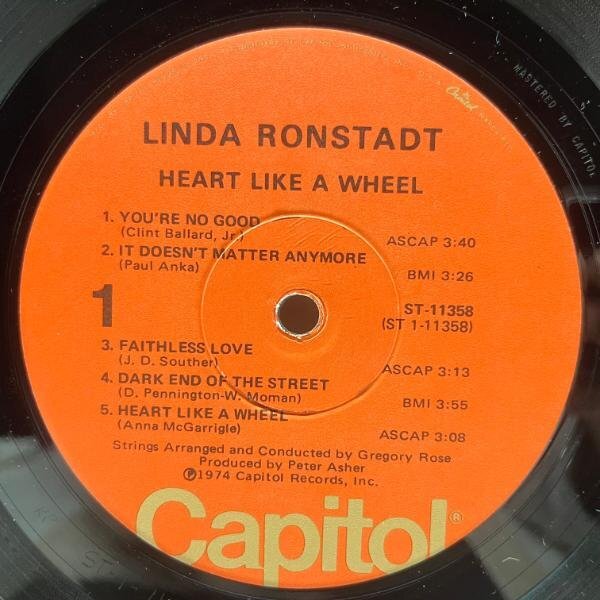 Capitol
MASTERED BY CAPITOL
LINDA RONSTADT
HEART LIKE A WHEEL
1. YOU'RE NO GOOD
(Clint Ballard, Jr.) ASCAP 3:40
2. IT DOESN'T MATTER ANYMORE
(Paul Anka) BMI 3:26
1
ST-11358
(ST 1-11358)
3. FAITHLESS LOVE
(J. D. Souther) ASCAP 3:13
4. DARK END OF THE STREET
(D. Pennington-W. Moman) BMI 3:55
5. HEART LIKE A WHEEL
(Anna McGarrigle) ASCAP 3:08
Strings Arranged and Conducted by Gregory Rose
Produced by Peter Asher
℗1974 Capitol Records, Inc.
Capitol®